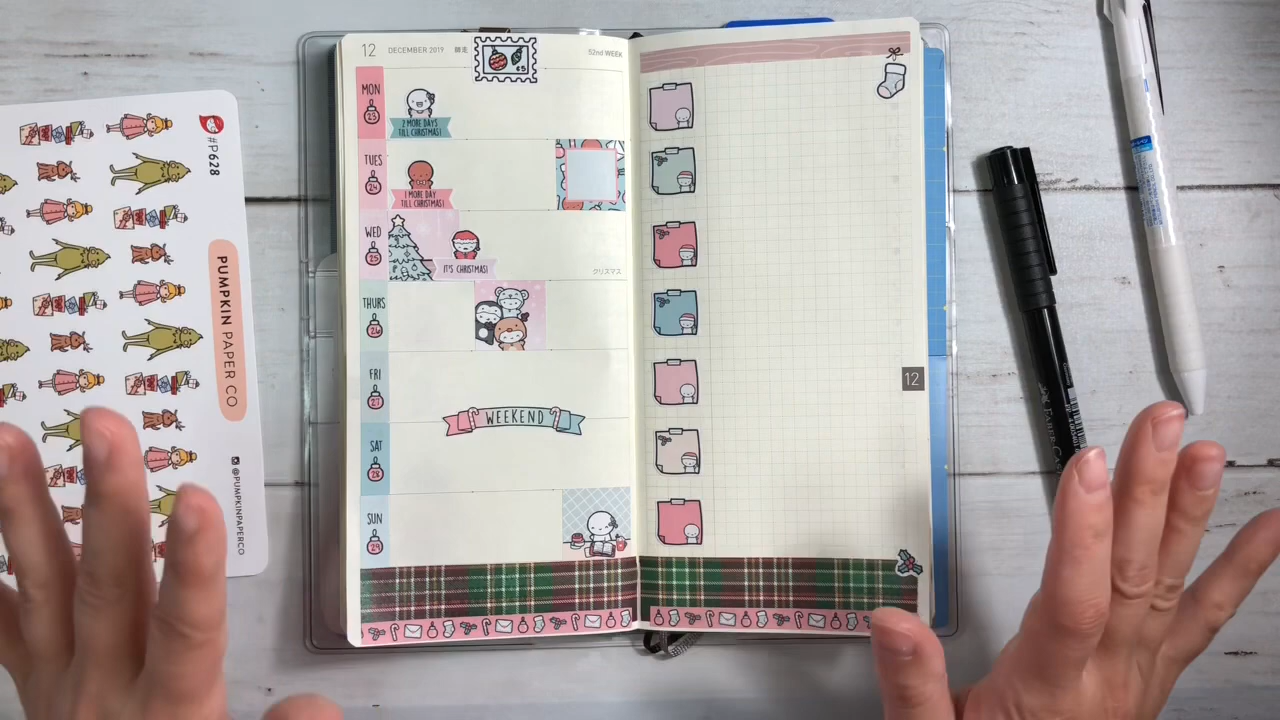 #P628
PUMPKIN PAPER CO
@PUMPKINPAPERCO
12 DECEMBER 2019 師走 52nd WEEK
MON
23
2 MORE DAYS
TILL CHRISTMAS!
TUES
24
1 MORE DAY
TILL CHRISTMAS!
WED
25
IT'S CHRISTMAS!
クリスマス
THURS
26
FRI
27
WEEKEND
SAT
28
SUN
29
12